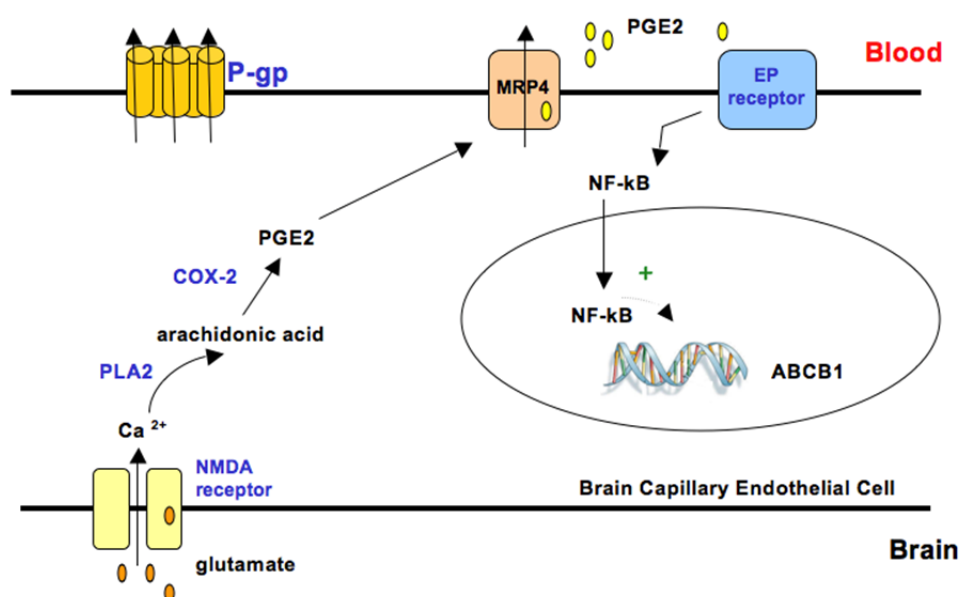 PGE2
Blood
P-gp
MRP4
EP
receptor
NF-kB
PGE2
COX-2
NF-kB
+
arachidonic acid
PLA2
ABCB1
Ca 2+
NMDA
receptor
Brain Capillary Endothelial Cell
Brain
glutamate